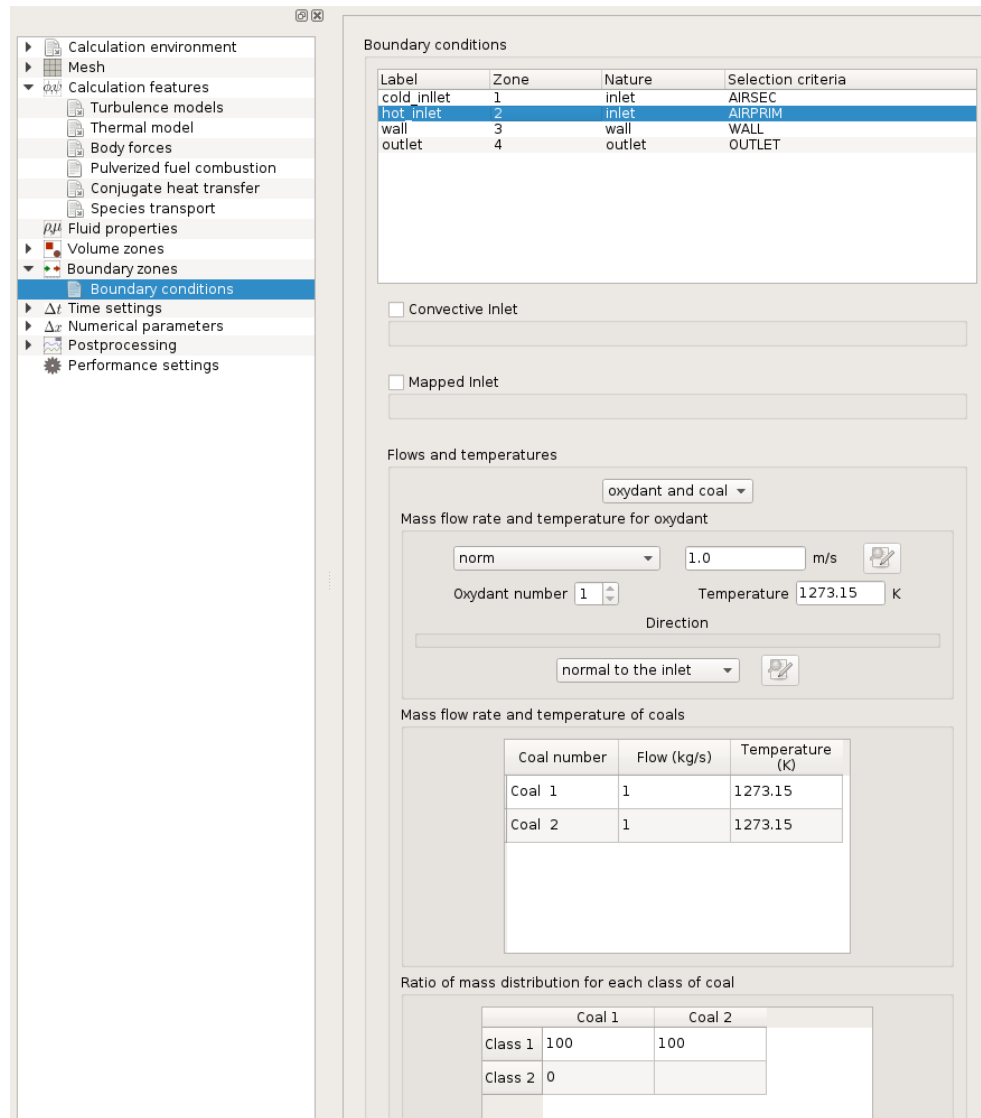 Calculation environment
Mesh
Calculation features
Turbulence models
Thermal model
Body forces
Pulverized fuel combustion
Conjugate heat transfer
Species transport
Fluid properties
Volume zones
Boundary zones
Boundary conditions
Δt Time settings
Δx Numerical parameters
Postprocessing
Performance settings
Boundary conditions
Label Zone Nature Selection criteria
cold_inllet 1 inlet AIRSEC
hot_inlet 2 inlet AIRPRIM
wall 3 wall WALL
outlet 4 outlet OUTLET
Convective Inlet
Mapped Inlet
Flows and temperatures
oxydant and coal
Mass flow rate and temperature for oxydant
norm 1.0 m/s
Oxydant number 1 Temperature 1273.15 K
Direction
normal to the inlet
Mass flow rate and temperature of coals
Coal number Flow (kg/s) Temperature (K)
Coal 1 1 1273.15
Coal 2 1 1273.15
Ratio of mass distribution for each class of coal
Coal 1 Coal 2
Class 1 100 100
Class 2 0